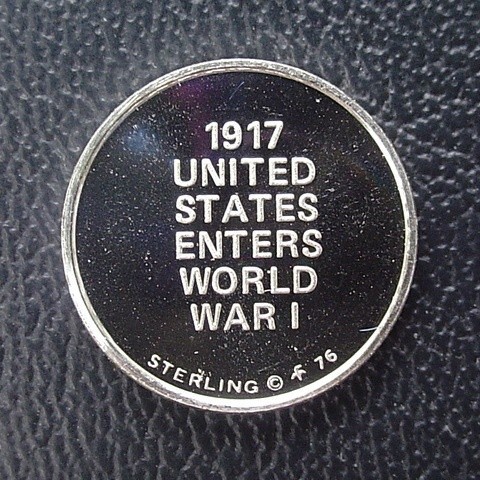 1917
UNITED
STATES
ENTERS
WORLD
WAR I
STERLING © 76